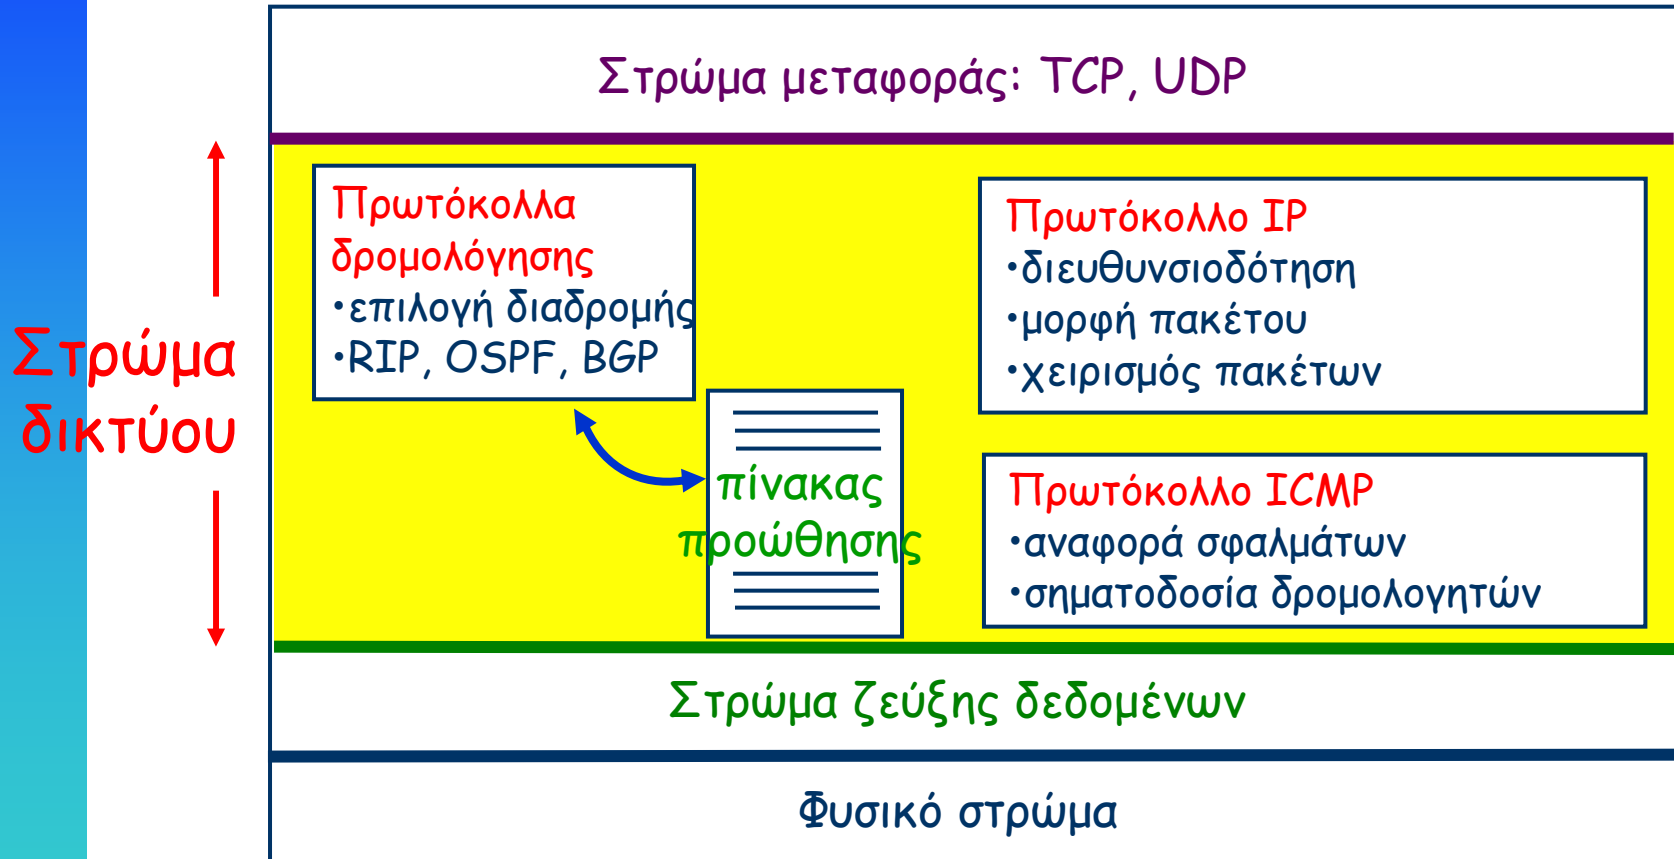 Στρώμα μεταφοράς: TCP, UDP
Στρώμα
δικτύου
Πρωτόκολλα
δρομολόγησης
•επιλογή διαδρομής
•RIP, OSPF, BGP
πίνακας
προώθησης
Πρωτόκολλο IP
•διευθυνσιοδότηση
•μορφή πακέτου
•χειρισμός πακέτων
Πρωτόκολλο ICMP
•αναφορά σφαλμάτων
•σηματοδοσία δρομολογητών
Στρώμα ζεύξης δεδομένων
Φυσικό στρώμα